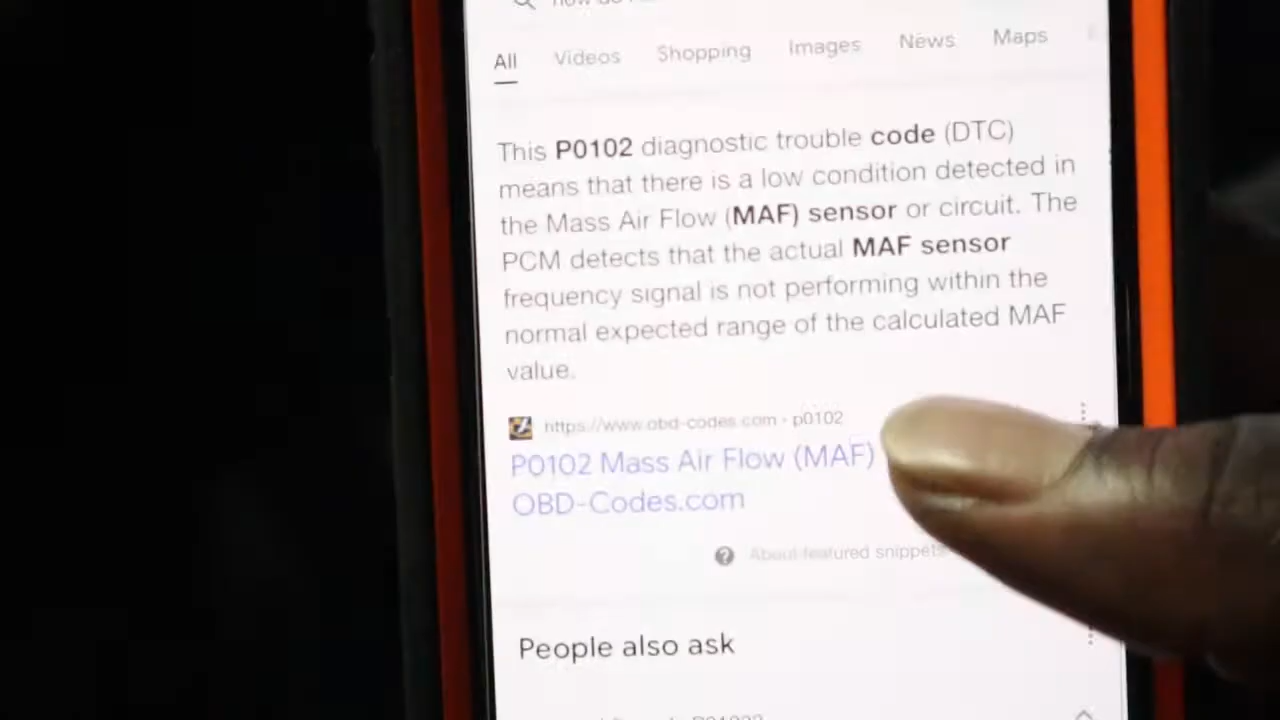 All Videos Shopping Images News Maps
This P0102 diagnostic trouble code (DTC)
means that there is a low condition detected in
the Mass Air Flow (MAF) sensor or circuit. The
PCM detects that the actual MAF sensor
frequency signal is not performing within the
normal expected range of the calculated MAF
value.
https://www.obd-codes.com › p0102
P0102 Mass Air Flow (MAF)
OBD-Codes.com
About featured snippets
People also ask